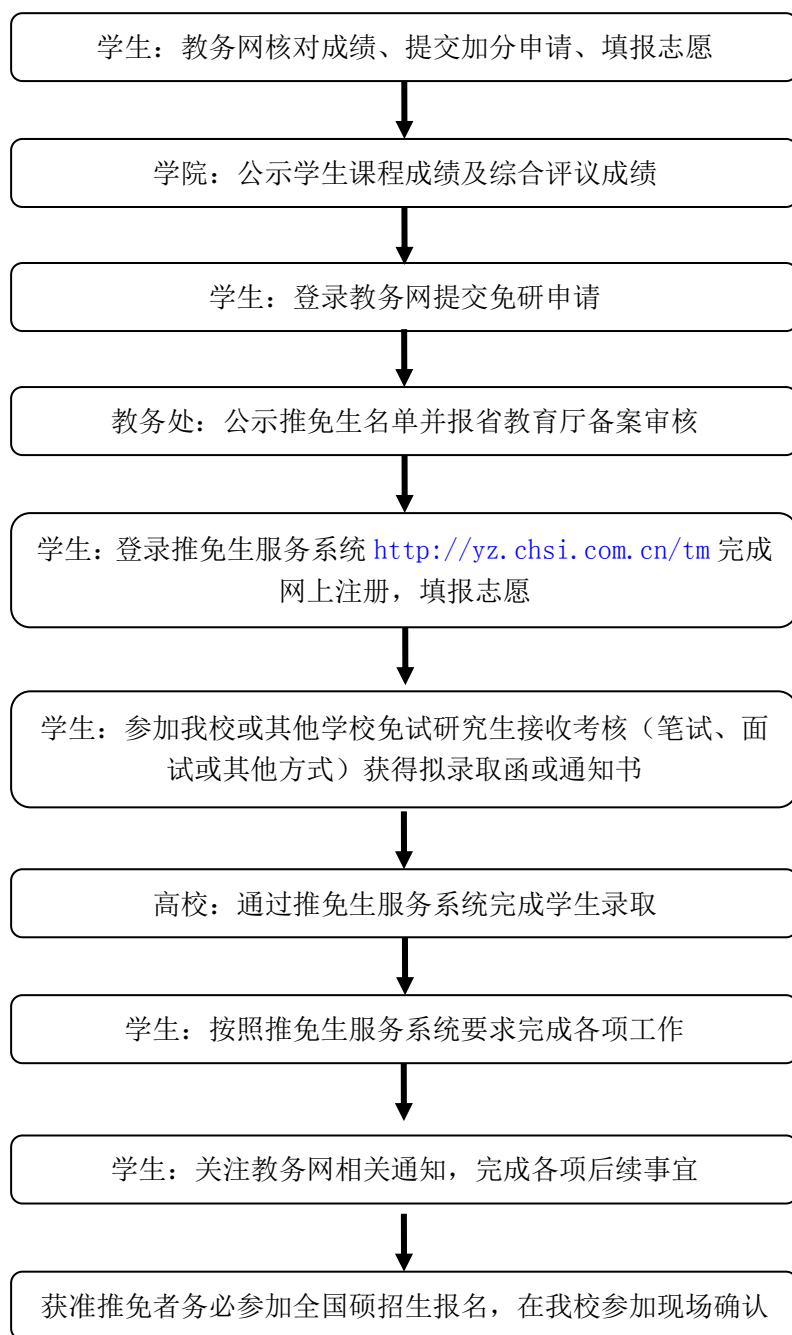 学生：教务网核对成绩、提交加分申请、填报志愿
学院：公示学生课程成绩及综合评议成绩
学生：登录教务网提交免研申请
教务处：公示推免生名单并报省教育厅备案审核
学生：登录推免生服务系统 http://yz.chsi.com.cn/tm 完成
网上注册，填报志愿
学生：参加我校或其他学校免试研究生接收考核（笔试、面
试或其他方式）获得拟录取函或通知书
高校：通过推免生服务系统完成学生录取
学生：按照推免生服务系统要求完成各项工作
学生：关注教务网相关通知，完成各项后续事宜
获准推免者务必参加全国硕招生报名，在我校参加现场确认